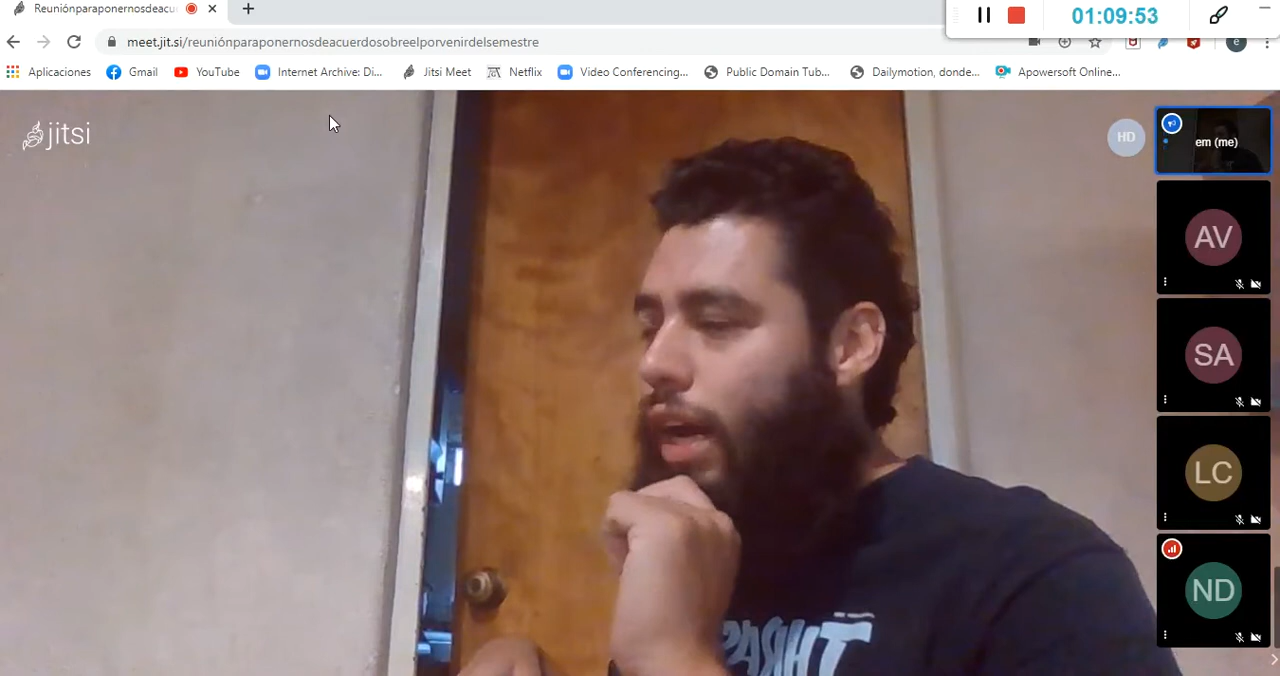 Reuniónparaponernosdeacu
01:09:53
meet.jit.si/reuniónparaponernosdeacuerdosobreelporvenirdelsemestre
e
Aplicaciones Gmail YouTube Internet Archive: Di... Jitsi Meet Netflix Video Conferencing... Public Domain Tub... Dailymotion, donde... Apowersoft Online...
jitsi
HD
em (me)
AV
SA
LC
ND
THRAS